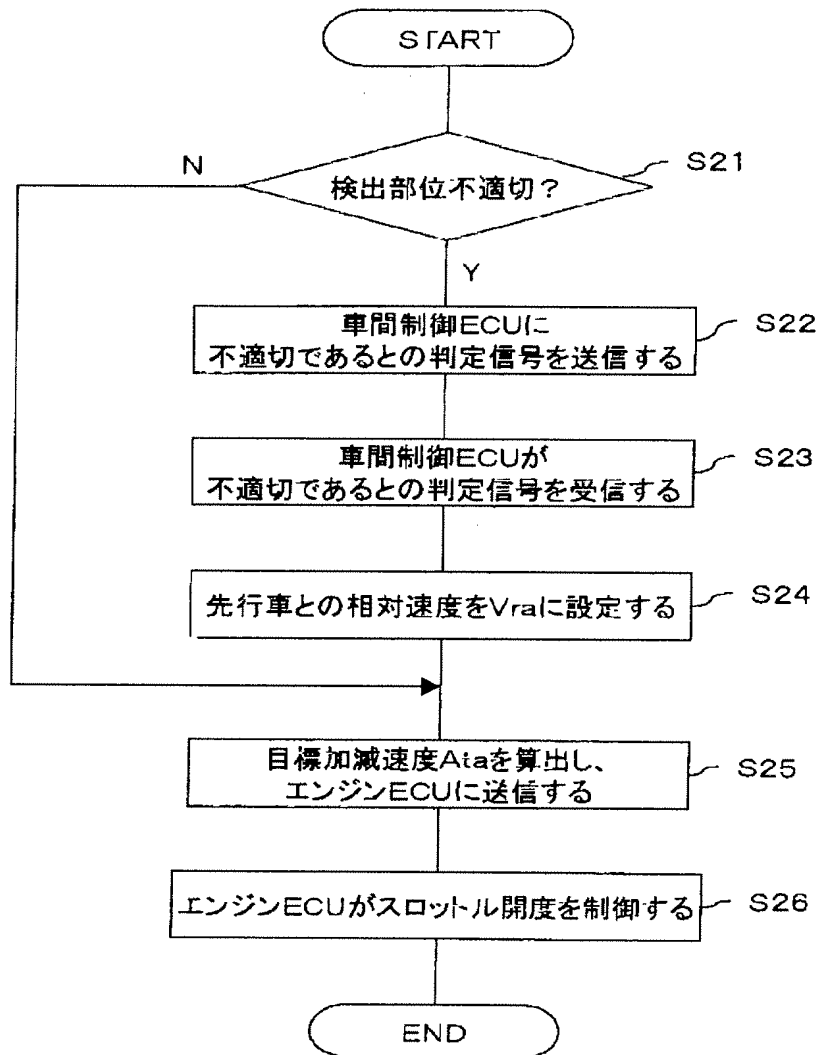 START
N
検出部位不適切?
S21
Y
車間制御ECUに
不適切であるとの判定信号を送信する
S22
車間制御ECUが
不適切であるとの判定信号を受信する
S23
先行車との相対速度をVraに設定する
S24
目標加減速度Ataを算出し、
エンジンECUに送信する
S25
エンジンECUがスロットル開度を制御する
S26
END